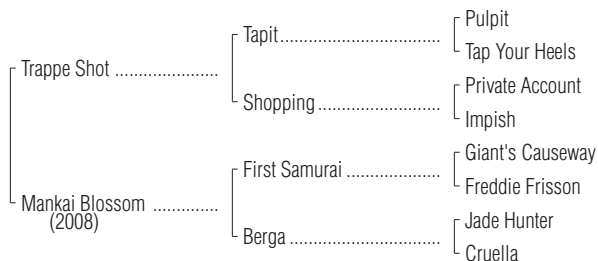 Pulpit
Tapit
Tap Your Heels
Trappe Shot
Private Account
Shopping
Impish
Giant's Causeway
First Samurai
Freddie Frisson
Mankai Blossom
(2008)
Jade Hunter
Berga
Cruella